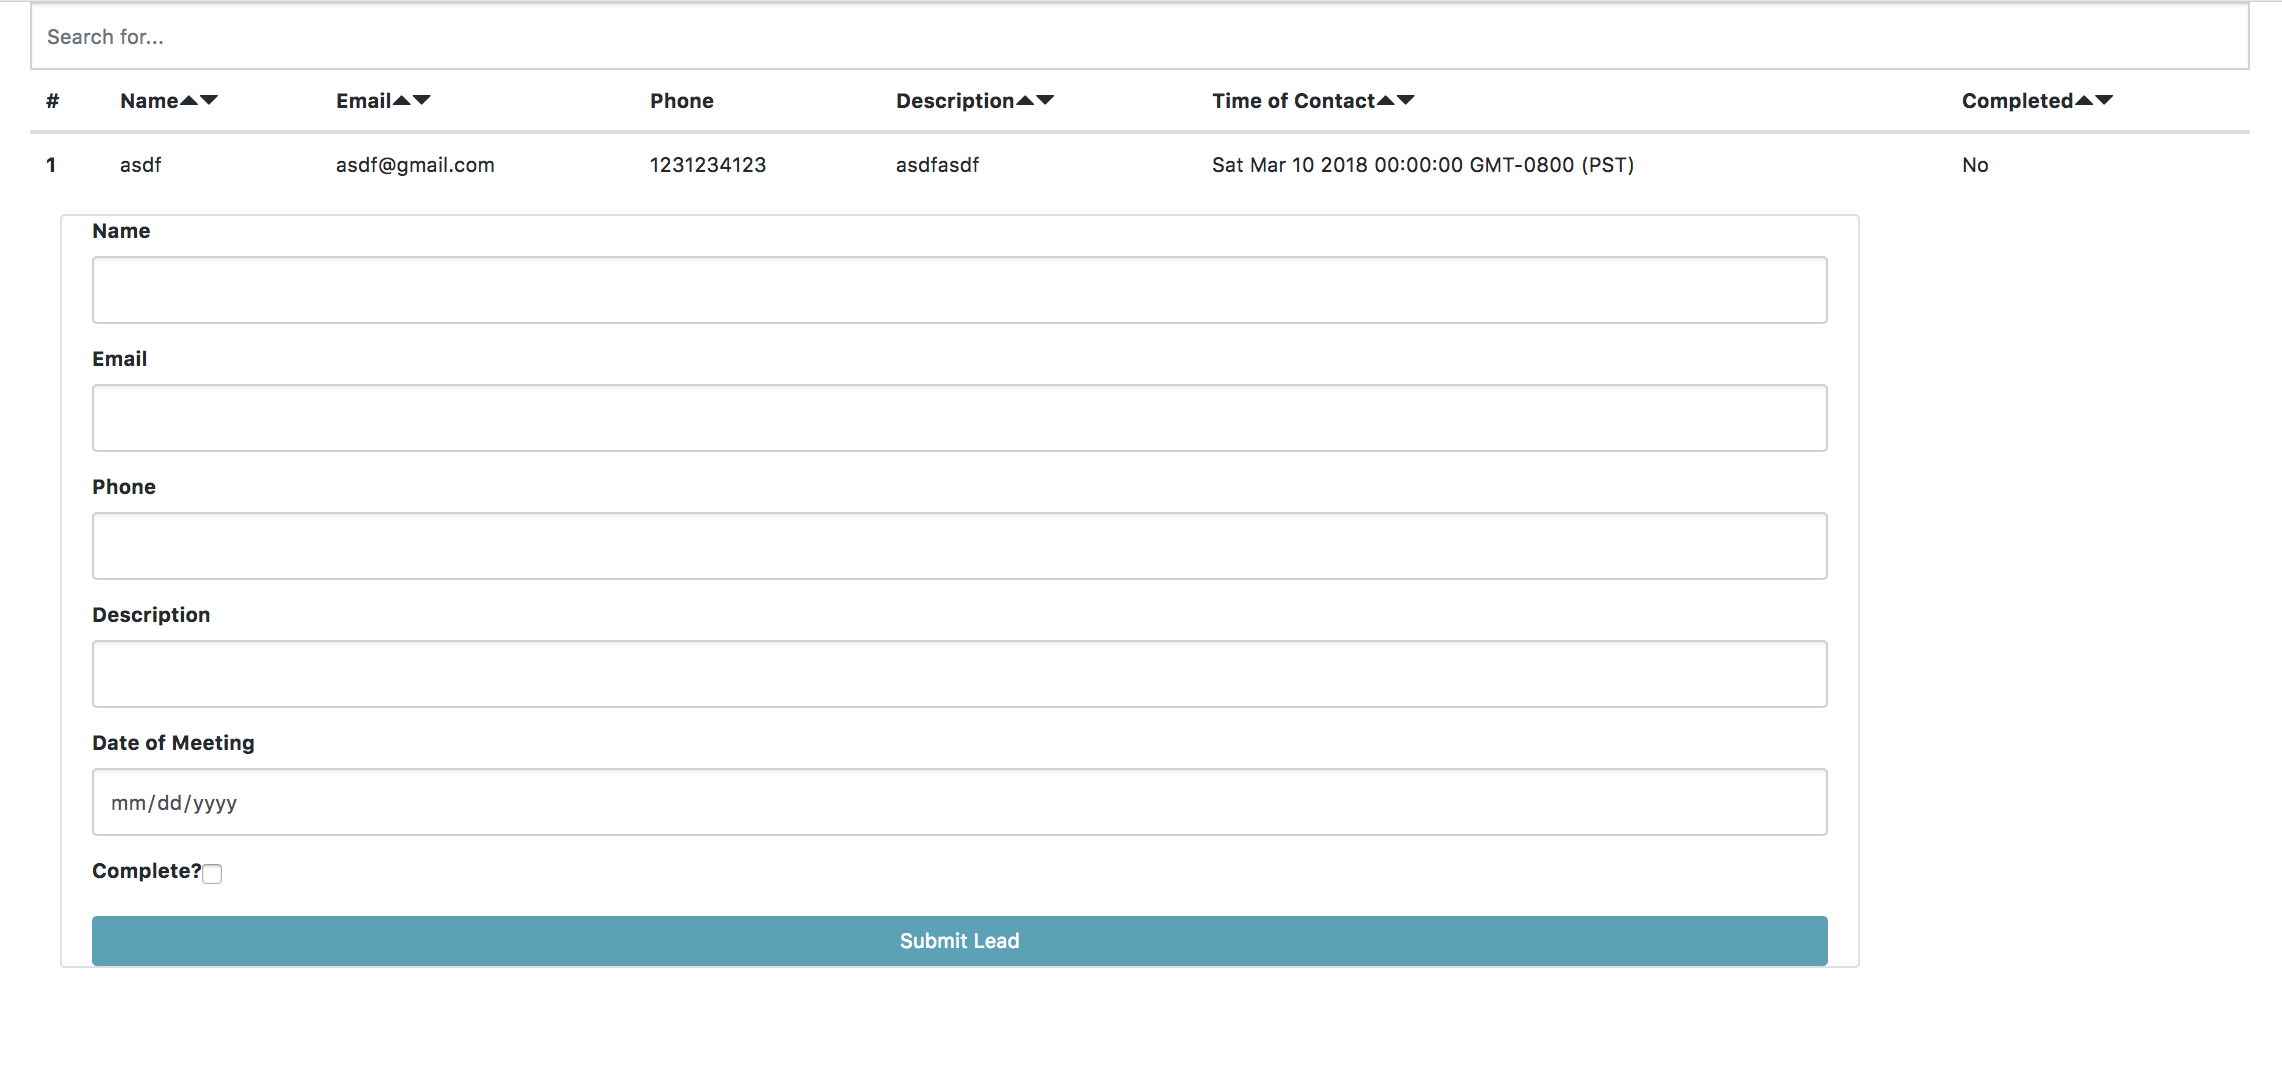 Search for...
# Name Email Phone Description Time of Contact Completed
1 asdf asdf@gmail.com 1231234123 asdfasdf Sat Mar 10 2018 00:00:00 GMT-0800 (PST) No
Name
Email
Phone
Description
Date of Meeting
mm/dd/yyyy
Complete?
Submit Lead